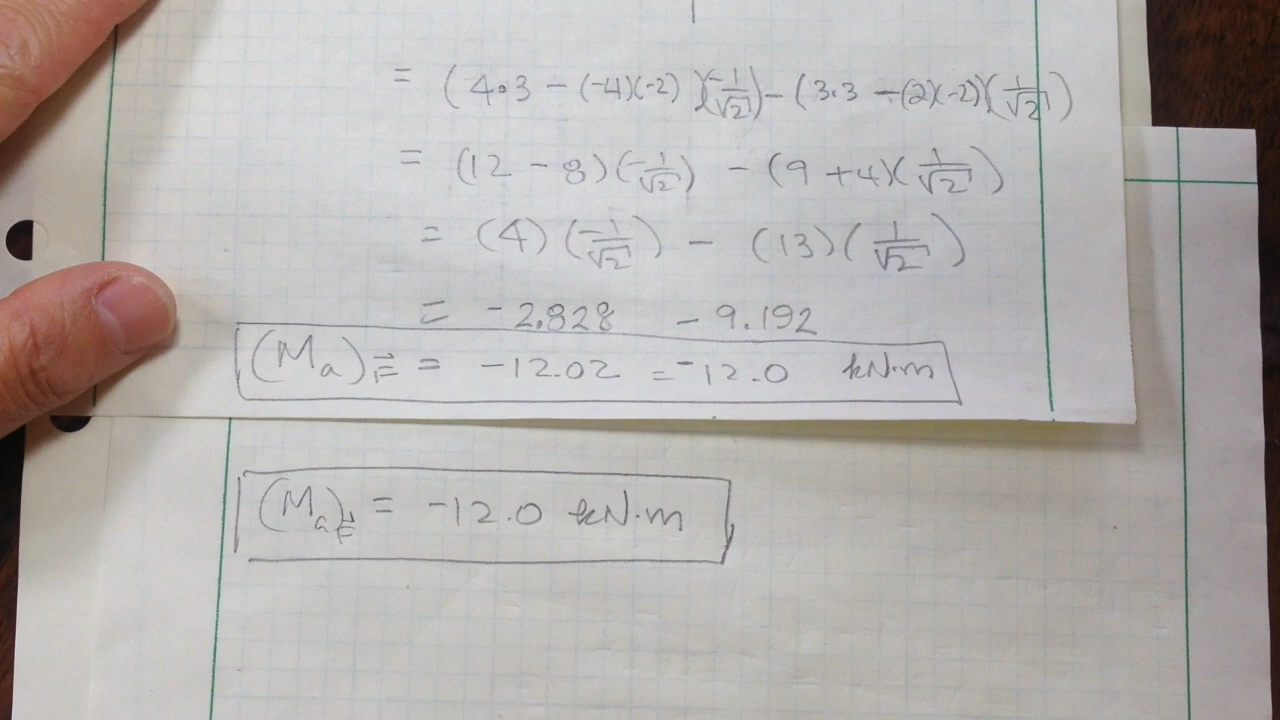 = (4·3 - (-4)(-2))(-1/√2) - (3·3 - (2)(-2))(1/√2)
= (12 - 8)(-1/√2) - (9 + 4)(1/√2)
= (4)(-1/√2) - (13)(1/√2)
= -2.828 - 9.192
(Ma)F⃗ = -12.02 = -12.0 kN·m
(Ma)F⃗ = -12.0 kN·m